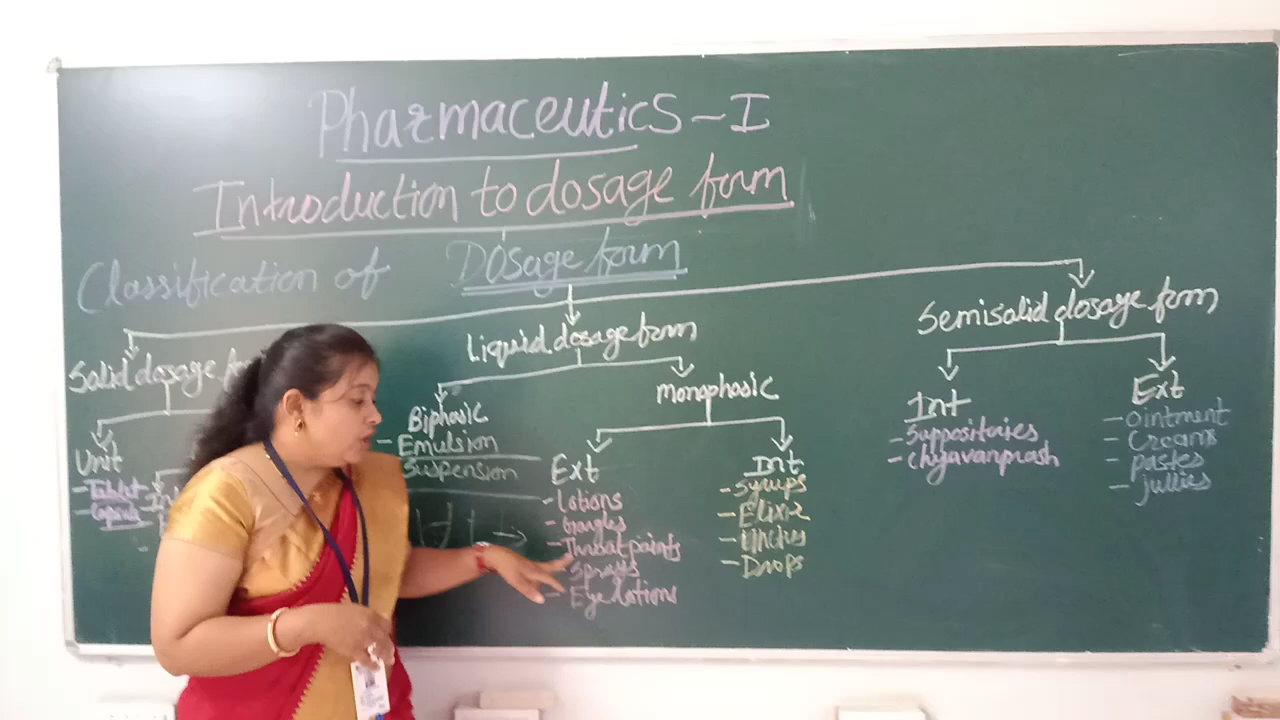 Pharmaceutics - I
Introduction to dosage form
Classification of Dosage form
Solid dosage
Unit
- Tablet
- Capsule
Liquid dosage form
Biphasic
- Emulsion
- Suspension
Monophasic
Ext
- Lotions
- Gargles
- Throat paints
- Sprays
- Eye lotions
Int
- Syrups
- Elixir
- Drops
Semisolid dosage form
Int
- Suppositaires
- Chyavanprash
Ext
- Ointment
- Creams
- Pastes
- Jullies